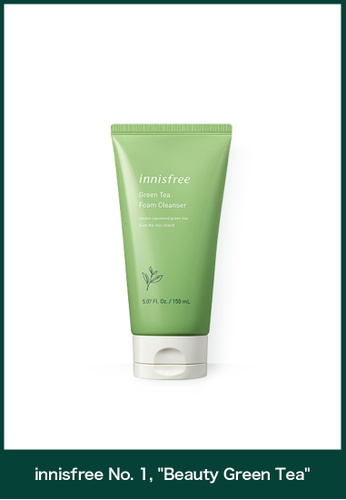 innisfree
Green Tea
Foam Cleanser
5.07 Fl. Oz. / 150 mL
innisfree No. 1, "Beauty Green Tea"